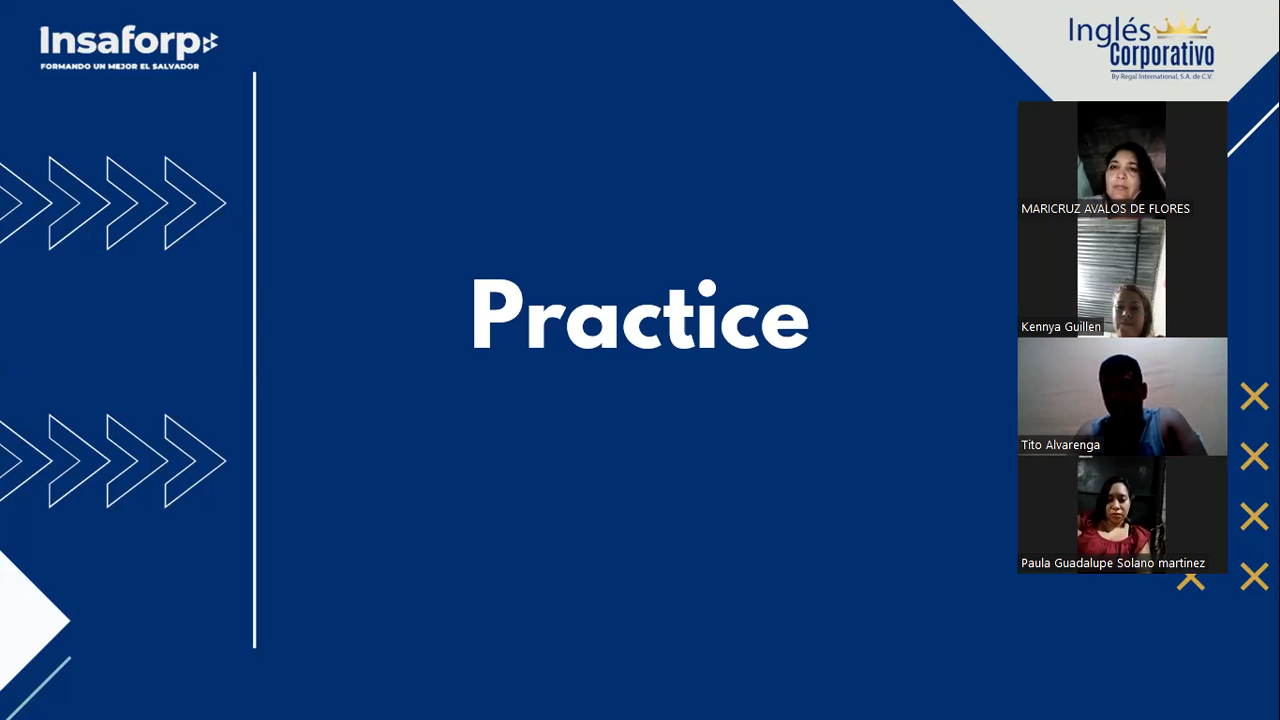 Insaforp
FORMANDO UN MEJOR EL SALVADOR
Inglés
Corporativo
By Regal International, S.A. de C.V.
Practice
MARICRUZ AVALOS DE FLORES
Kennya Guillen
Tito Alvarenga
Paula Guadalupe Solano martinez